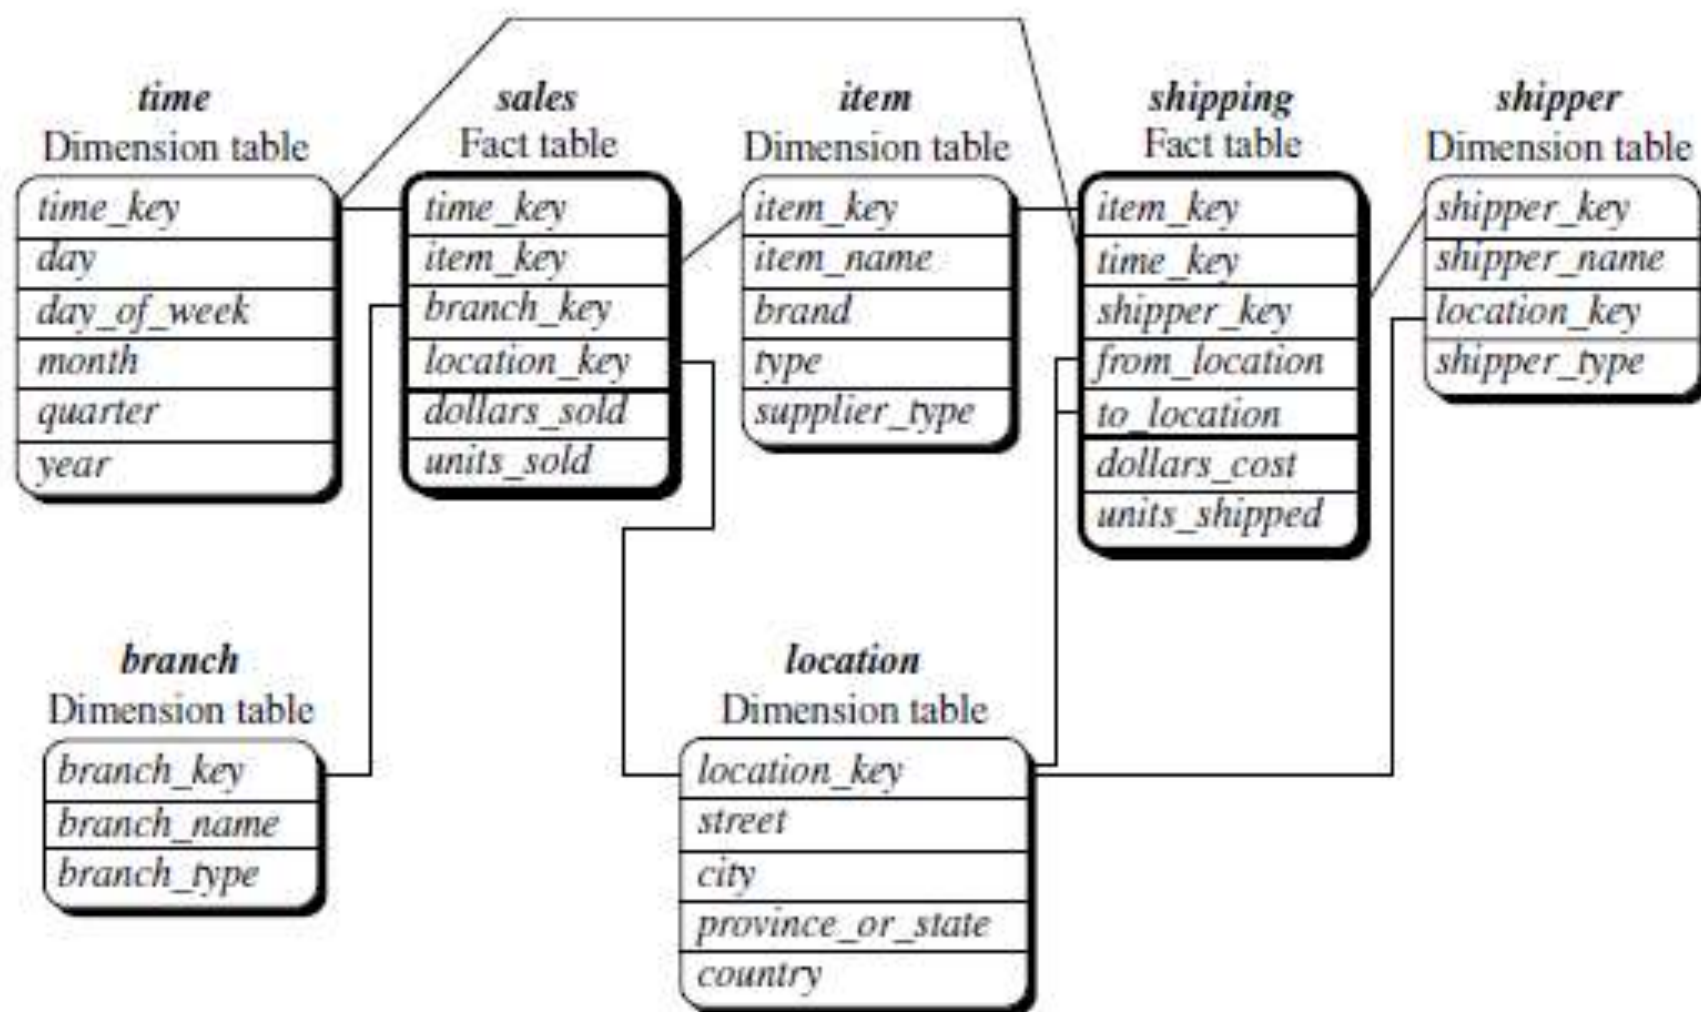 time
Dimension table
time_key
day
day_of_week
month
quarter
year
sales
Fact table
time_key
item_key
branch_key
location_key
dollars_sold
units_sold
item
Dimension table
item_key
item_name
brand
type
supplier_type
shipping
Fact table
item_key
time_key
shipper_key
from_location
to_location
dollars_cost
units_shipped
shipper
Dimension table
shipper_key
shipper_name
location_key
shipper_type
branch
Dimension table
branch_key
branch_name
branch_type
location
Dimension table
location_key
street
city
province_or_state
country